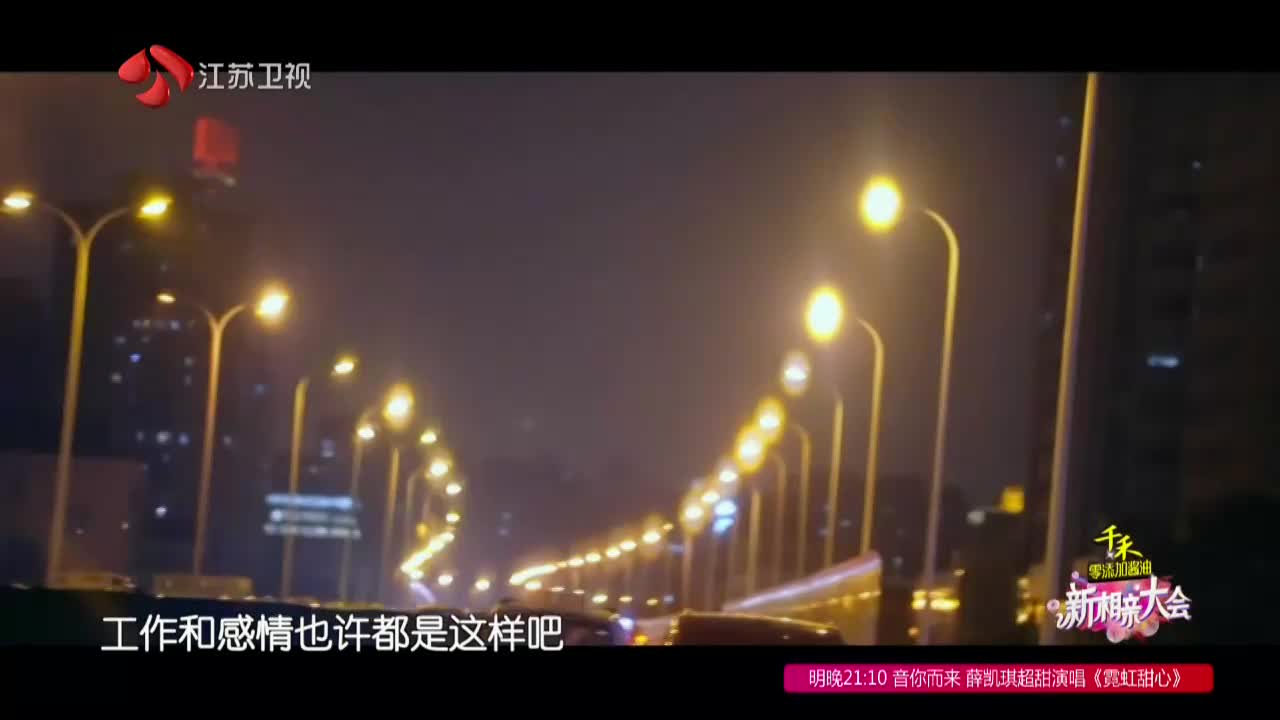 江苏卫视
千禾
零添加酱油
新相亲大会
工作和感情也许都是这样吧
明晚21:10 音你而来 薛凯琪超甜演唱《霓虹甜心》